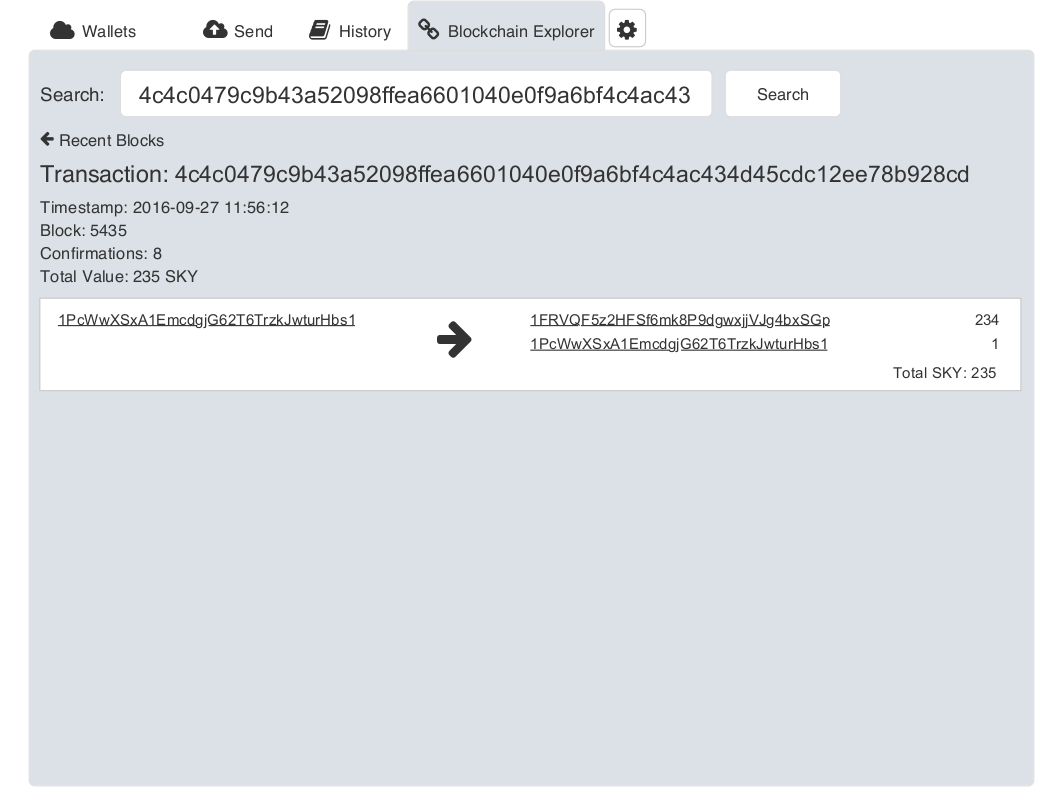 Wallets Send History Blockchain Explorer
Search: 4c4c0479c9b43a52098ffea6601040e0f9a6bf4c4ac43 Search
Recent Blocks
Transaction: 4c4c0479c9b43a52098ffea6601040e0f9a6bf4c4ac434d45cdc12ee78b928cd
Timestamp: 2016-09-27 11:56:12
Block: 5435
Confirmations: 8
Total Value: 235 SKY
1PcWwXSxA1EmcdgjG62T6TrzkJwturHbs1 1FRVQF5z2HFSf6mk8P9dgwxjjVJg4bxSGp 234
1PcWwXSxA1EmcdgjG62T6TrzkJwturHbs1 1
Total SKY: 235